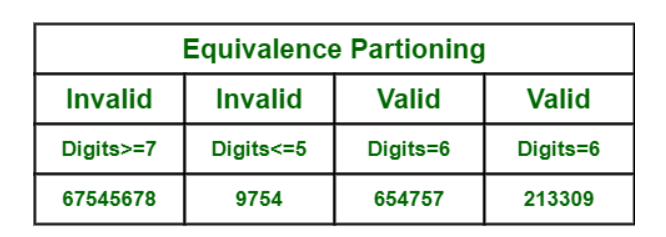 Equivalence Partioning
Invalid Invalid Valid Valid
Digits>=7 Digits<=5 Digits=6 Digits=6
67545678 9754 654757 213309